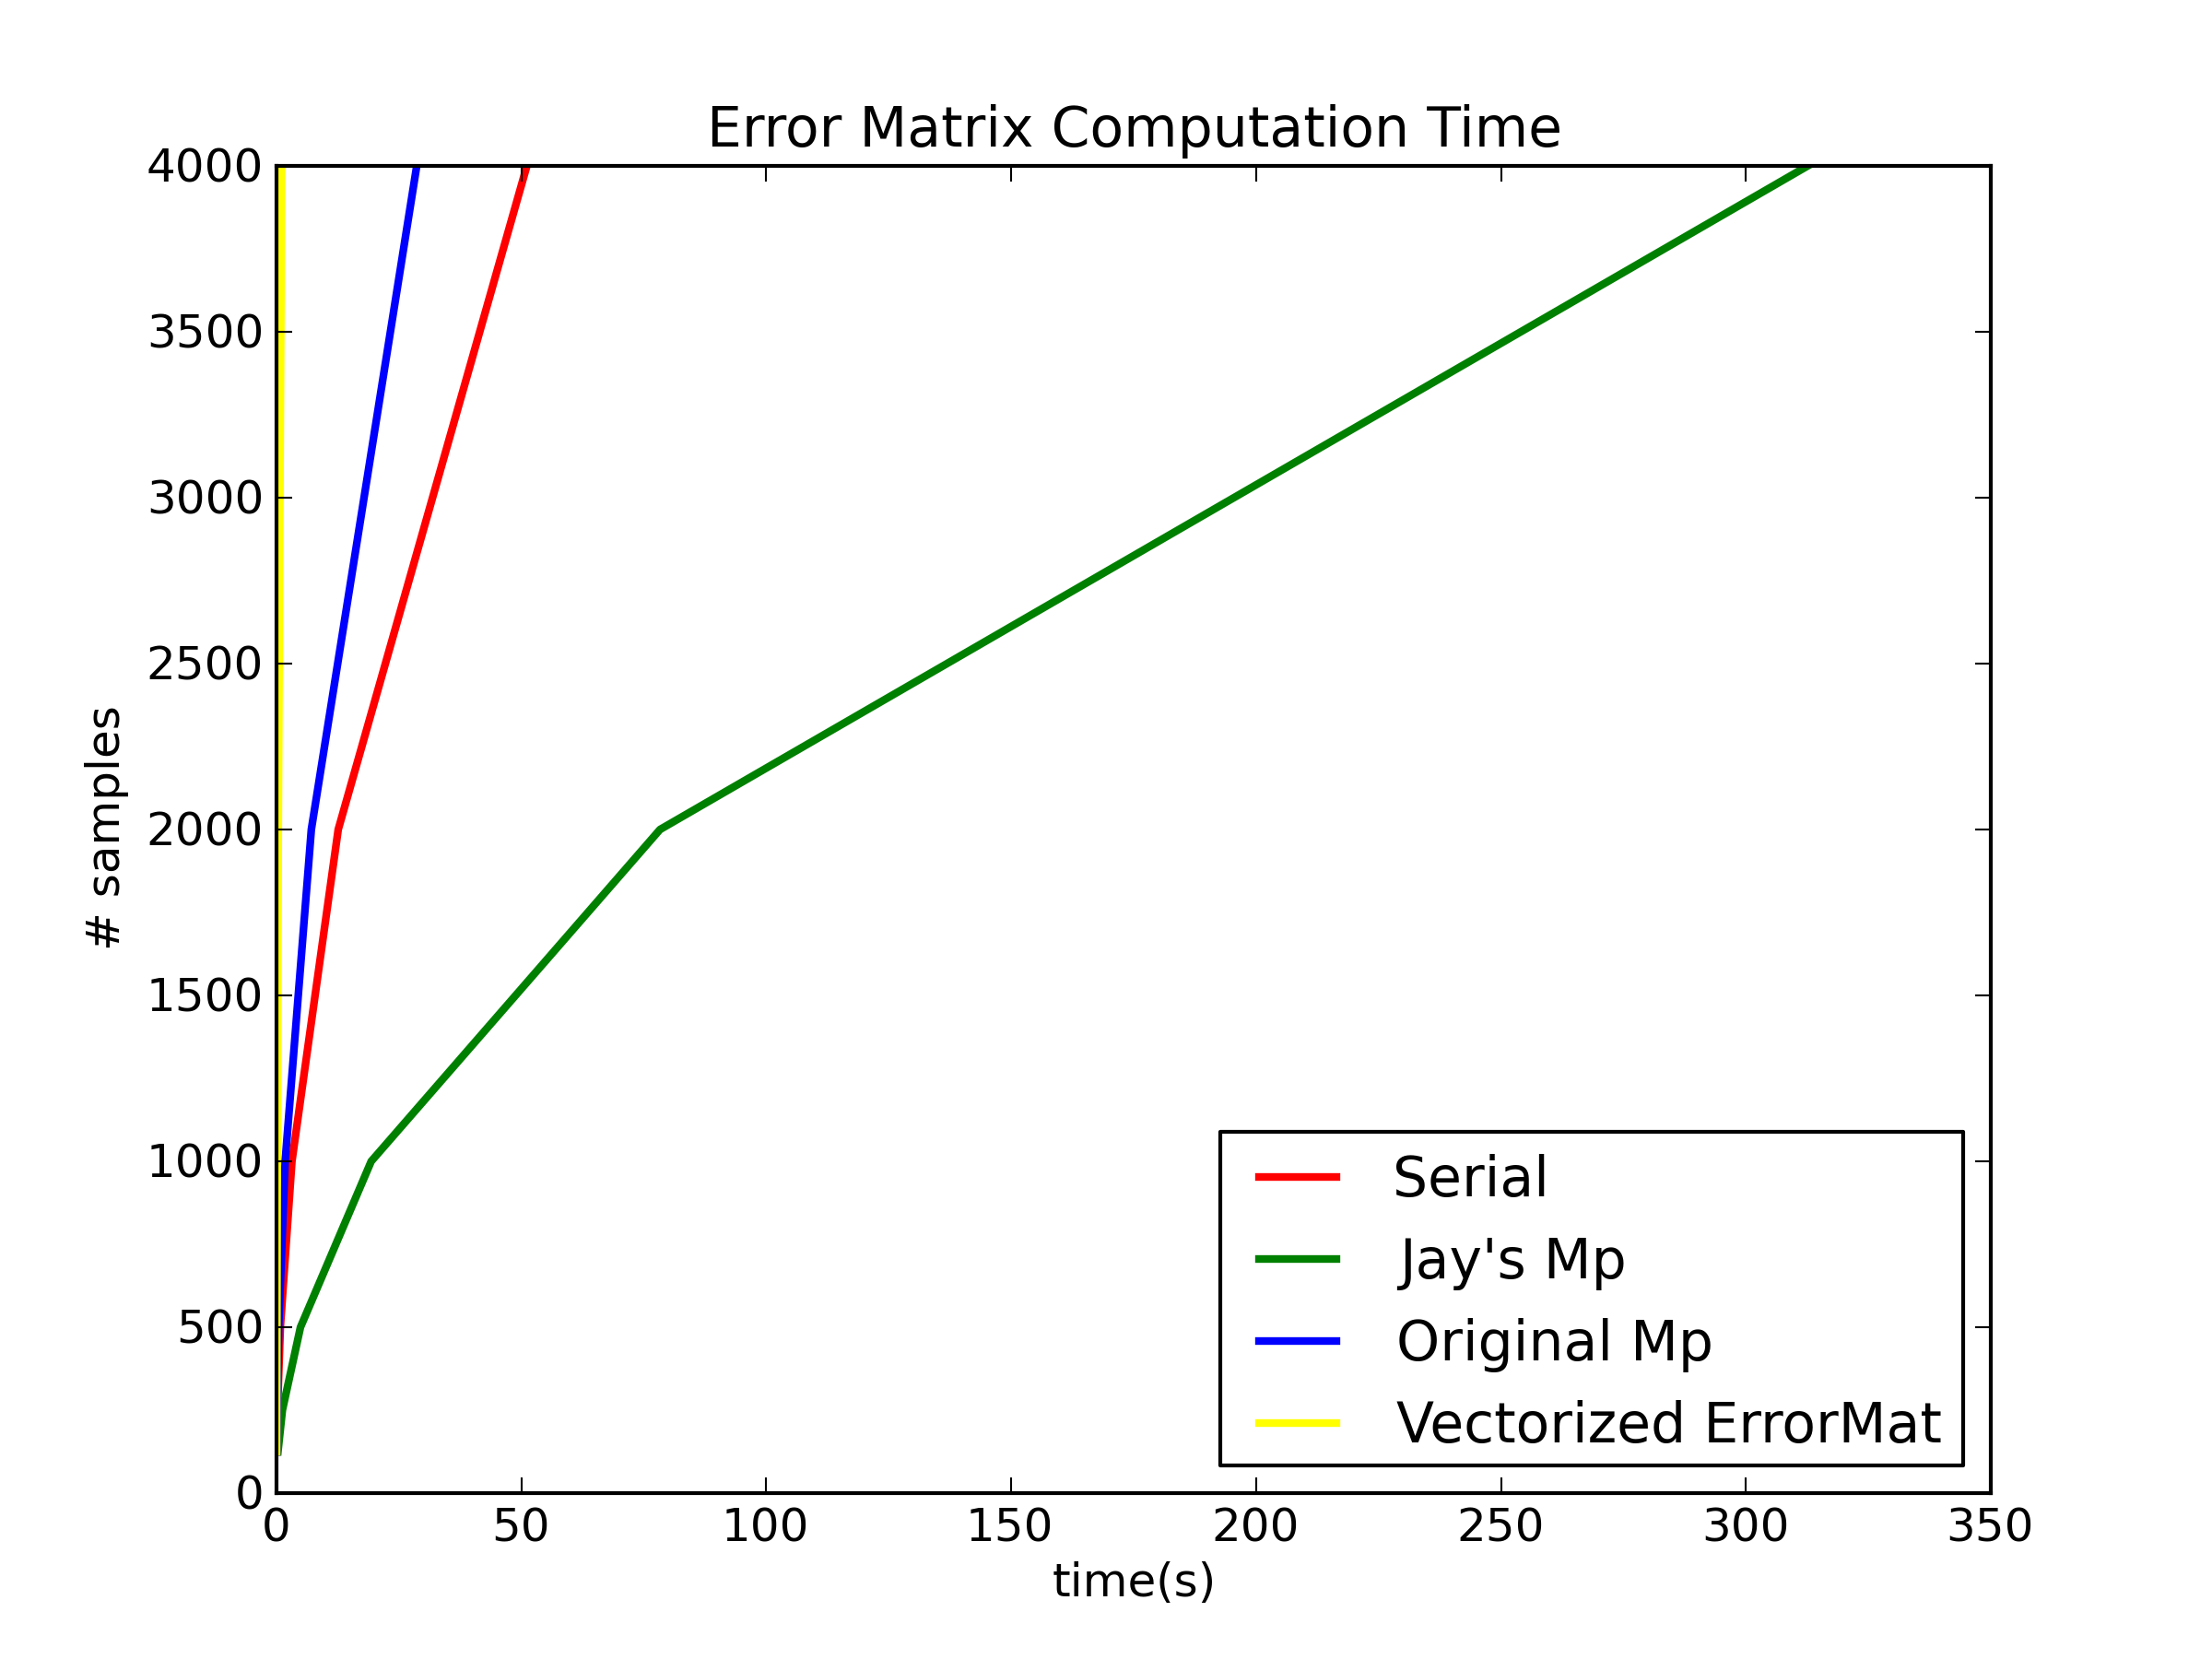 Error Matrix Computation Time
4000
3500
3000
2500
2000
1500
1000
500
0
# samples
0 50 100 150 200 250 300 350
time(s)
Serial
Jay's Mp
Original Mp
Vectorized ErrorMat